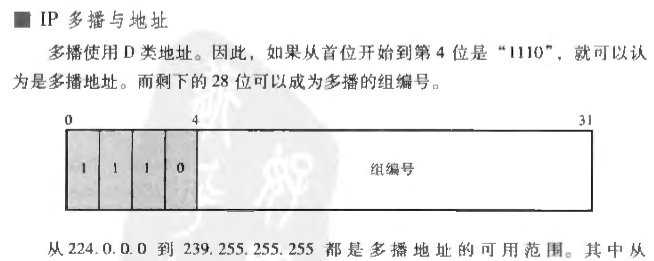 ■ IP 多播与地址
多播使用 D 类地址。因此，如果从首位开始到第 4 位是“1110”，就可以认
为是多播地址。而剩下的 28 位可以成为多播的组编号。
0 4 31
1 1 1 0 组编号
从 224.0.0.0 到 239.255.255.255 都是多播地址的可用范围。其中从